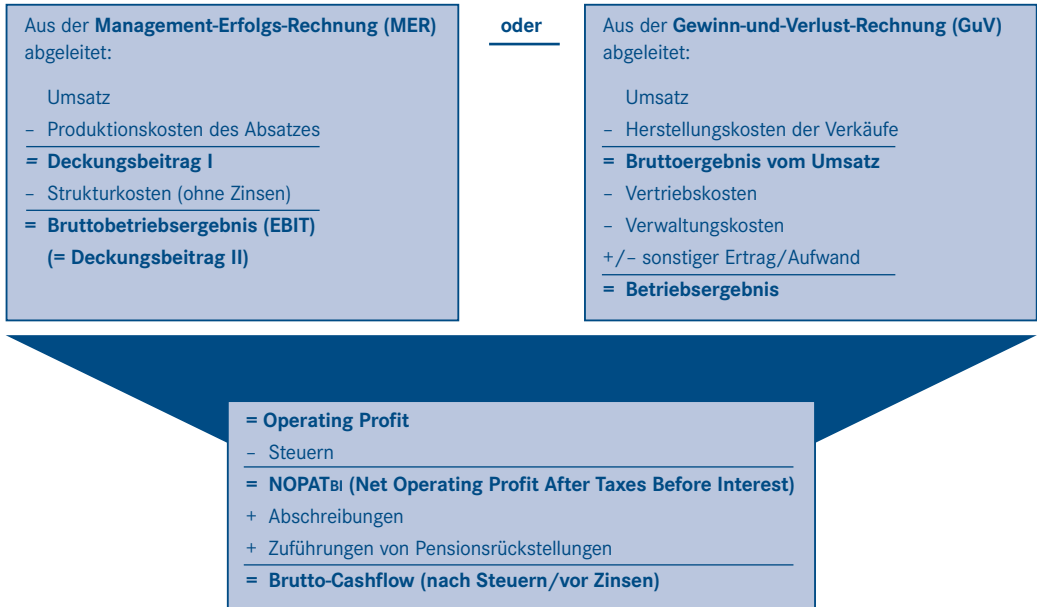 Aus der Management-Erfolgs-Rechnung (MER)
abgeleitet:
Umsatz
– Produktionskosten des Absatzes
= Deckungsbeitrag I
– Strukturkosten (ohne Zinsen)
= Bruttobetriebsergebnis (EBIT)
(= Deckungsbeitrag II)
oder
Aus der Gewinn-und-Verlust-Rechnung (GuV)
abgeleitet:
Umsatz
– Herstellungskosten der Verkäufe
= Bruttoergebnis vom Umsatz
– Vertriebskosten
– Verwaltungskosten
+/– sonstiger Ertrag/Aufwand
= Betriebsergebnis
= Operating Profit
– Steuern
= NOPATBI (Net Operating Profit After Taxes Before Interest)
+ Abschreibungen
+ Zuführungen von Pensionsrückstellungen
= Brutto-Cashflow (nach Steuern/vor Zinsen)